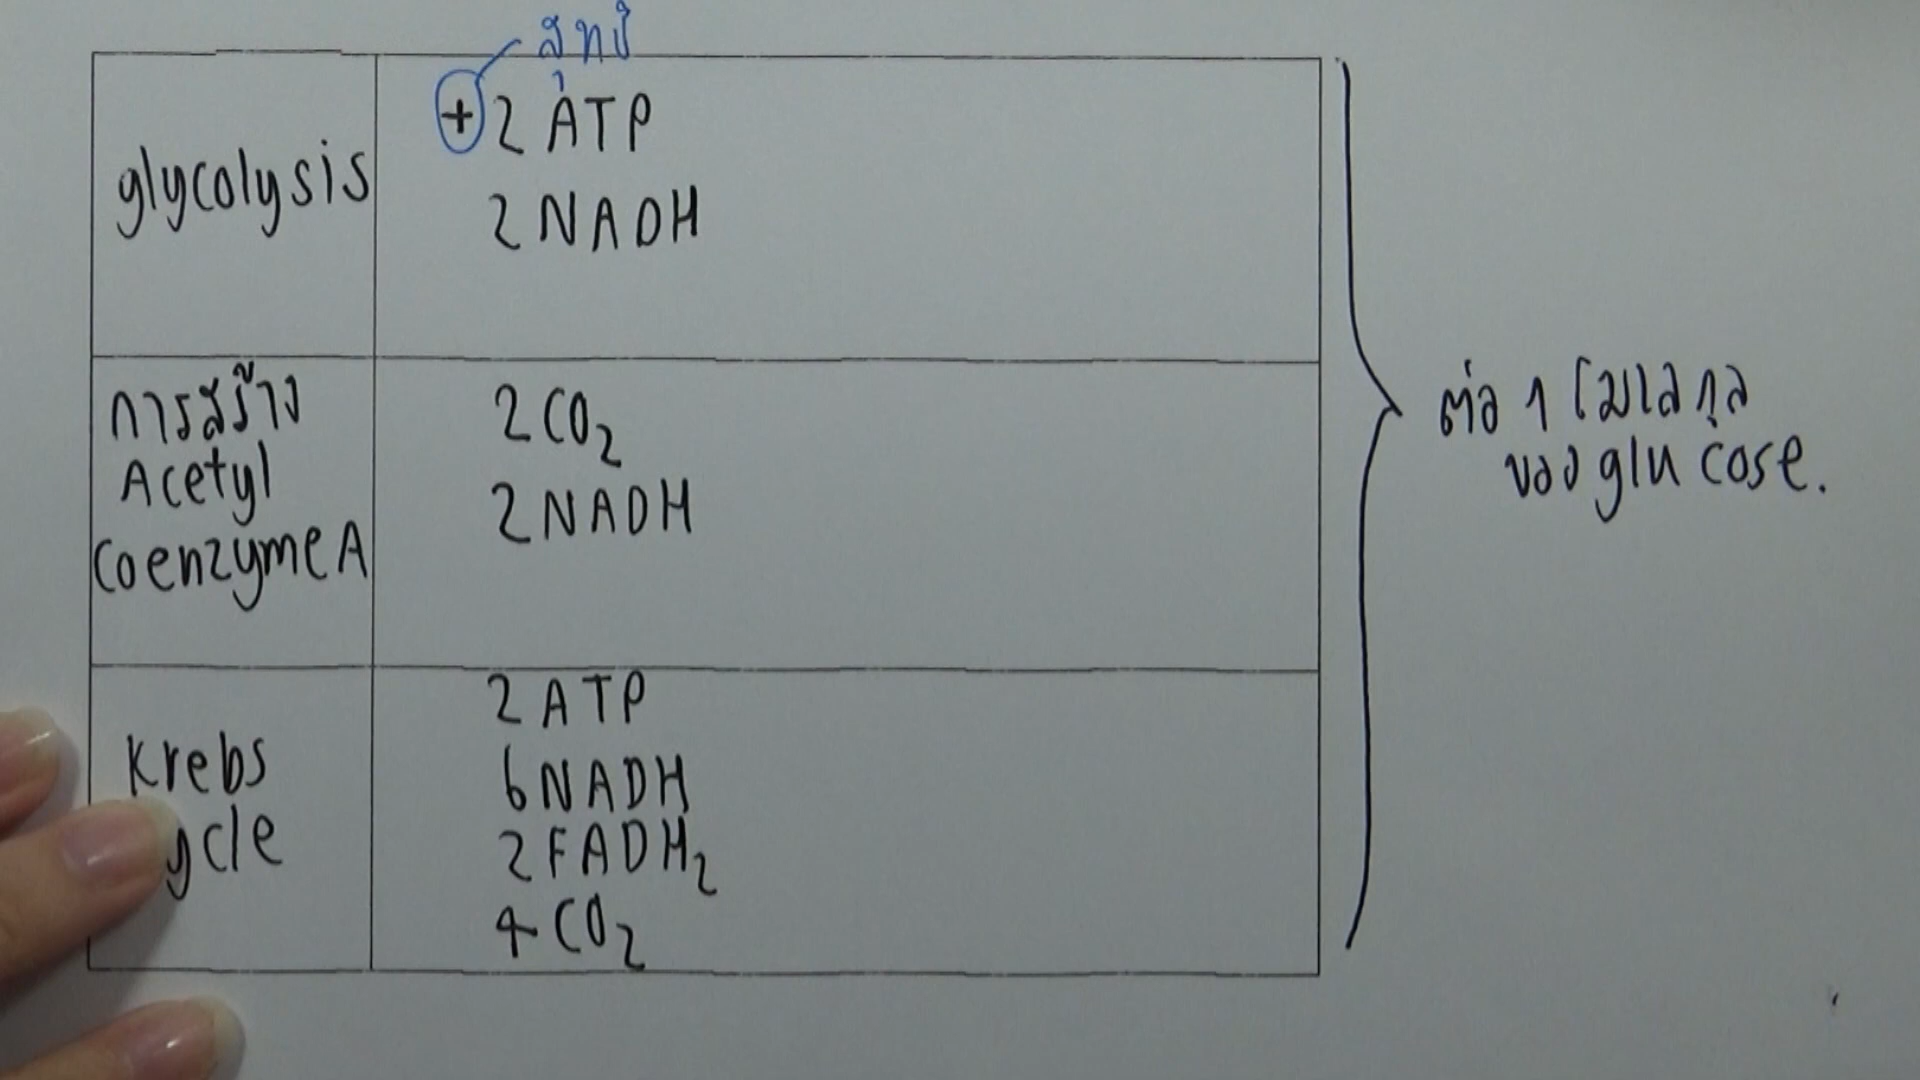 สุทธิ
glycolysis
+ 2 ATP
2 NADH
การสร้าง
Acetyl
Coenzyme A
2 CO₂
2 NADH
Krebs
ycle
2 ATP
6 NADH
2 FADH₂
4 CO₂
ต่อ 1 โมเลกุล
ของ glucose.